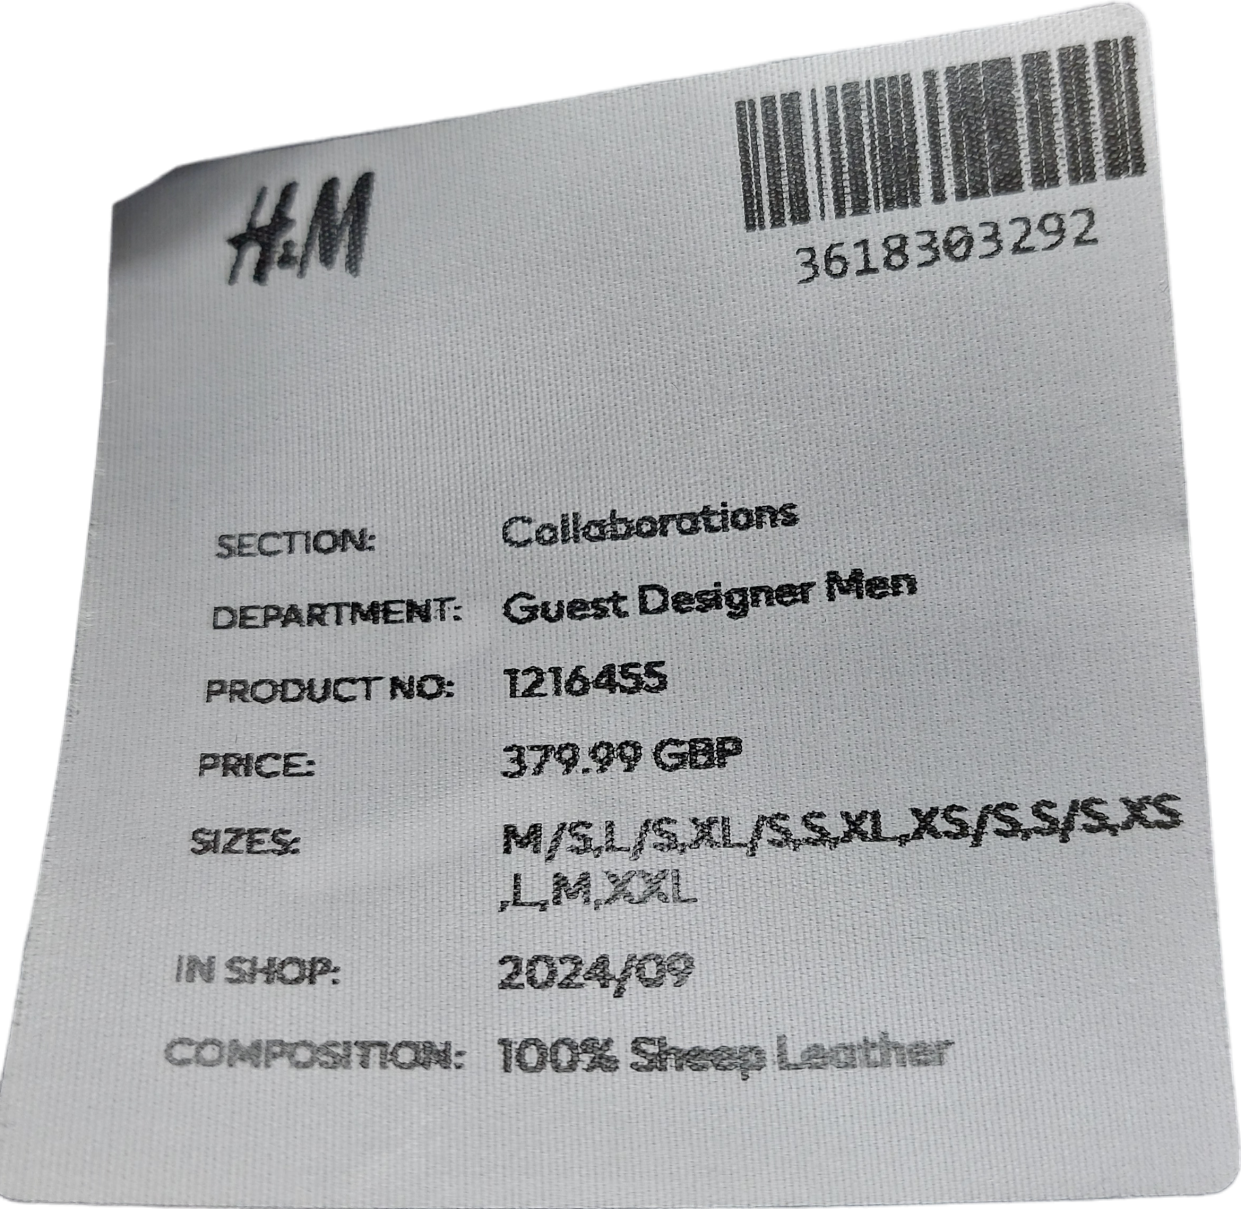 H&M
3618303292
SECTION: Collaborations
DEPARTMENT: Guest Designer Men
PRODUCT NO: 1216455
PRICE: 379.99 GBP
SIZES: M/S,L/S,XL/S,S,XL,XS/S,S/S,XS
,L,M,XXL
IN SHOP: 2024/09
COMPOSITION: 100% Sheep Leather